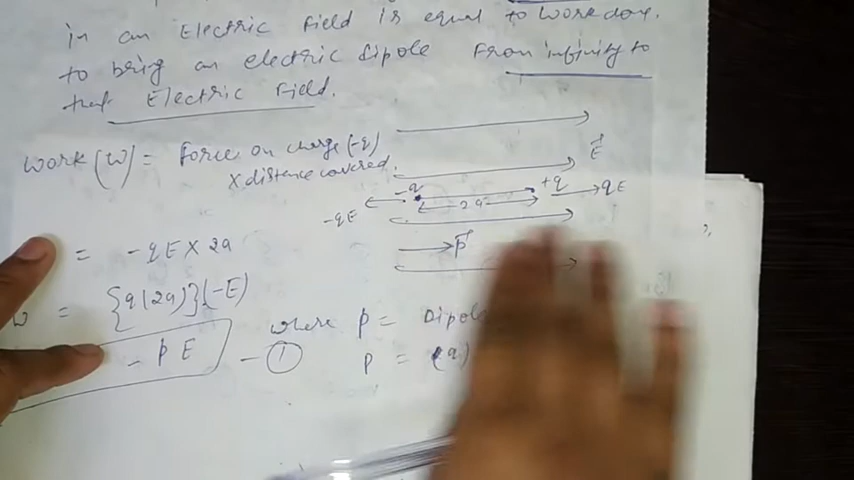 in an Electric Field is equal to work done.
to bring an electric dipole From infinity to
that Electric Field.
Work (W) = Force on charge (-q)
x distance covered.
E
-q
2a
+q
qE
-qE
p
= -qE x 2a
W = {q(2a)}(-E)
- pE - ①
where p = Dipol
p = (q)